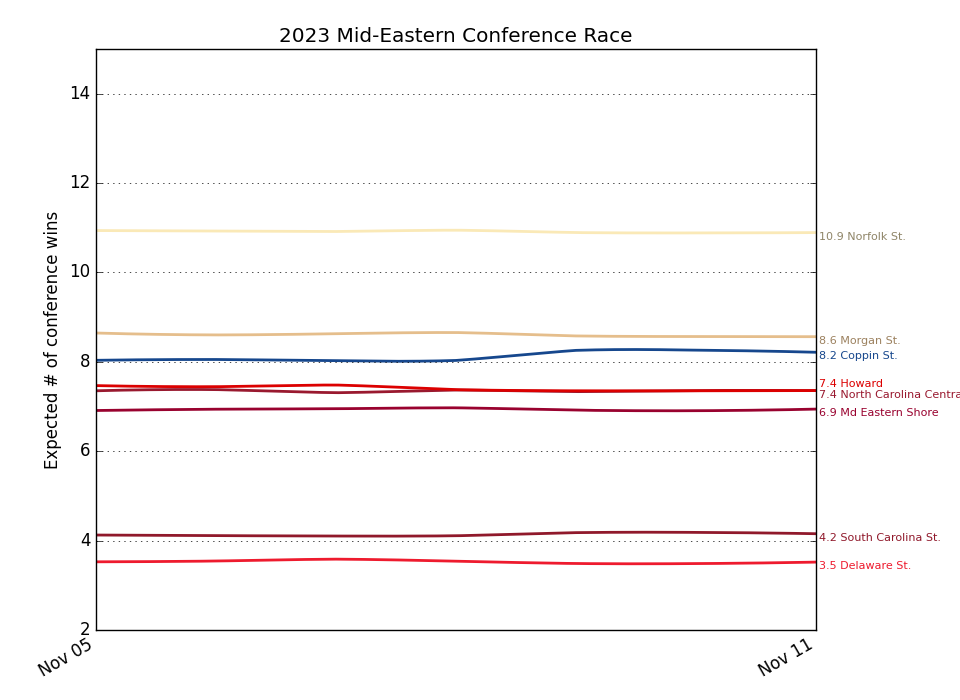 2023 Mid-Eastern Conference Race
Expected # of conference wins
14
12
10
8
6
4
2
10.9 Norfolk St.
8.6 Morgan St.
8.2 Coppin St.
7.4 Howard
7.4 North Carolina Centra
6.9 Md Eastern Shore
4.2 South Carolina St.
3.5 Delaware St.
Nov 05
Nov 11